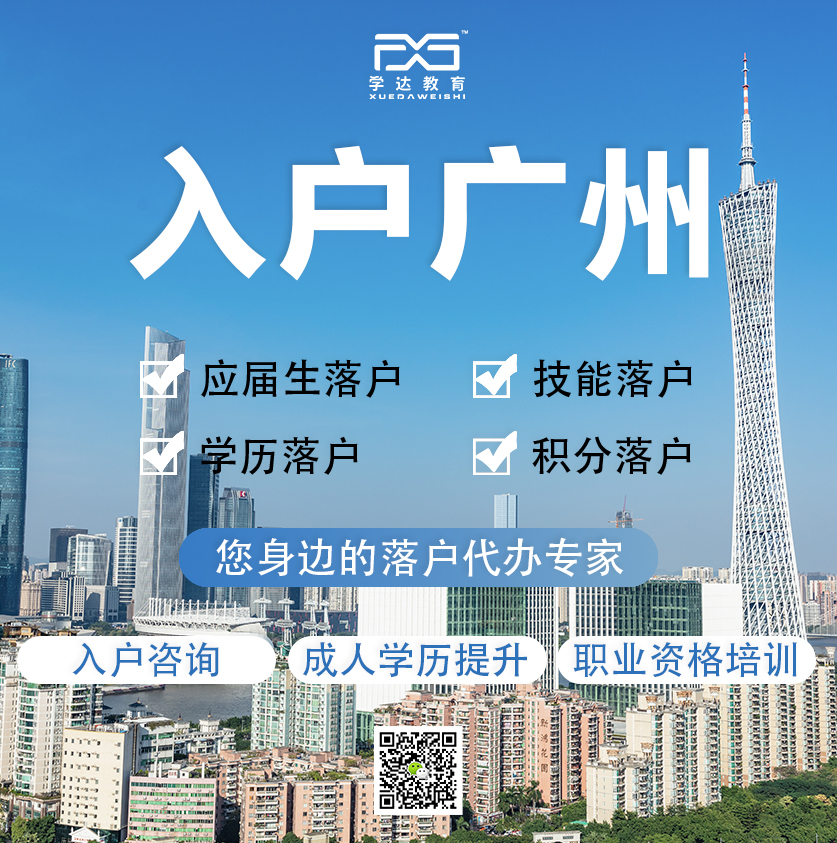 学达教育
XUEDAWEISHI
TM
入户广州
应届生落户
技能落户
学历落户
积分落户
您身边的落户代办专家
入户咨询
成人学历提升
职业资格培训